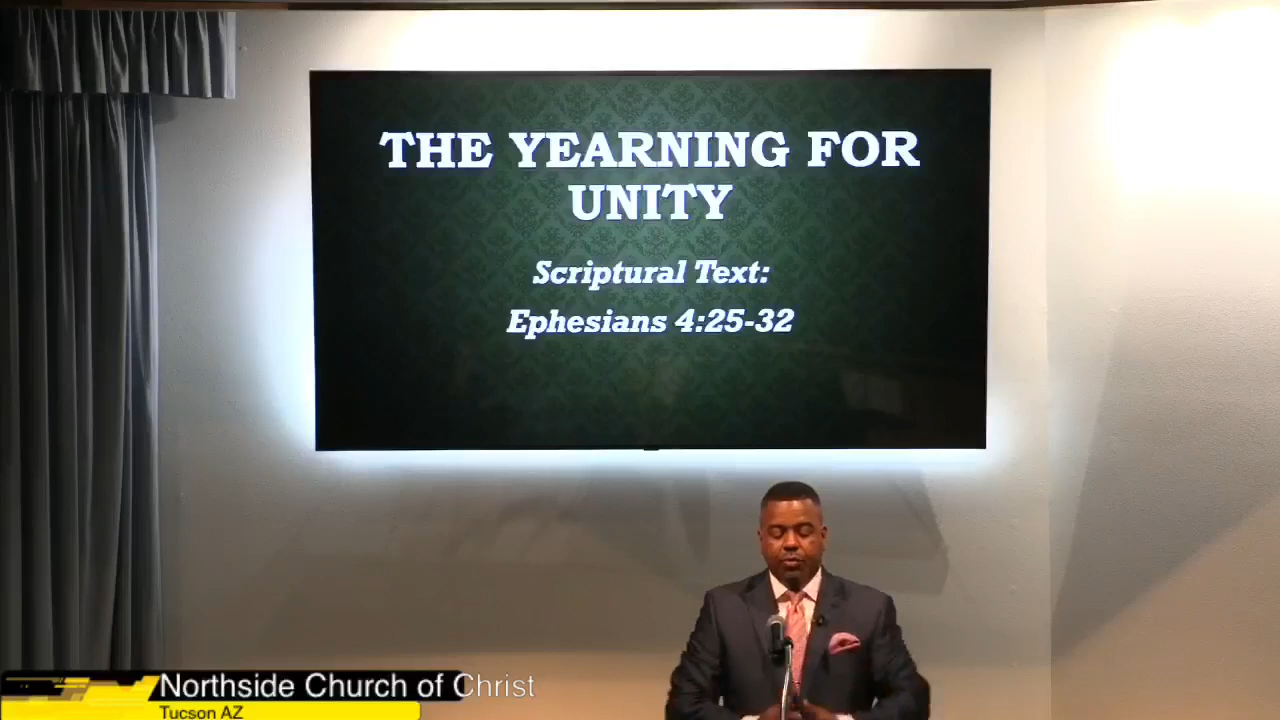 THE YEARNING FOR
UNITY
Scriptural Text:
Ephesians 4:25-32
Northside Church of Christ
Tucson AZ